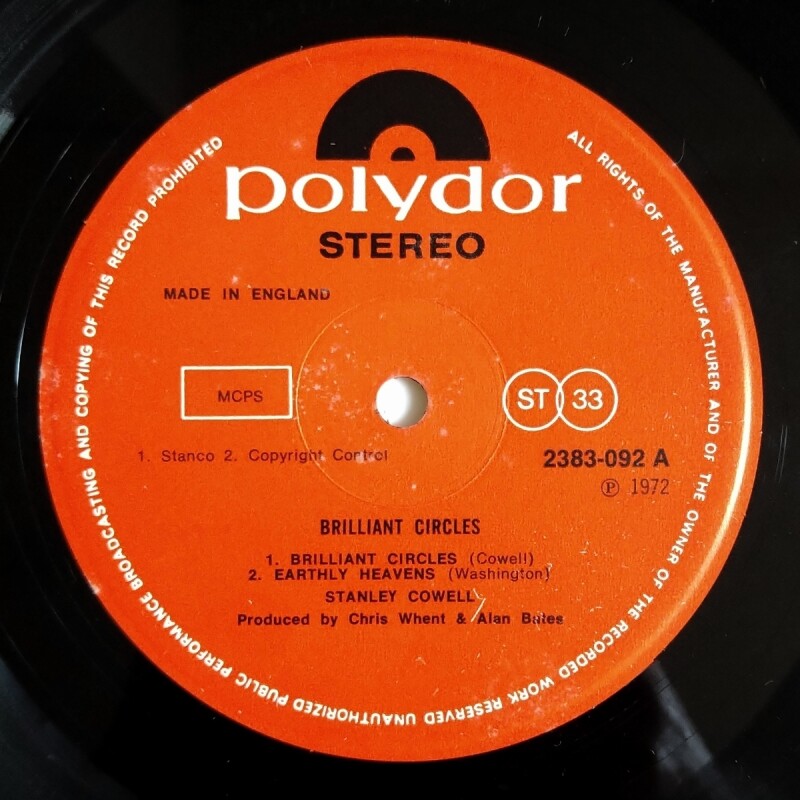 polydor
STEREO
MADE IN ENGLAND
MCPS
ST 33
1. Stanco 2. Copyright Control
2383-092 A
℗ 1972
BRILLIANT CIRCLES
1. BRILLIANT CIRCLES (Cowell)
2. EARTHLY HEAVENS (Washington)
STANLEY COWELL
Produced by Chris Whent & Alan Bates
ALL RIGHTS OF THE MANUFACTURER AND OF THE OWNER OF THE RECORDED WORK RESERVED UNAUTHORIZED PUBLIC PERFORMANCE BROADCASTING AND COPYING OF THIS RECORD PROHIBITED